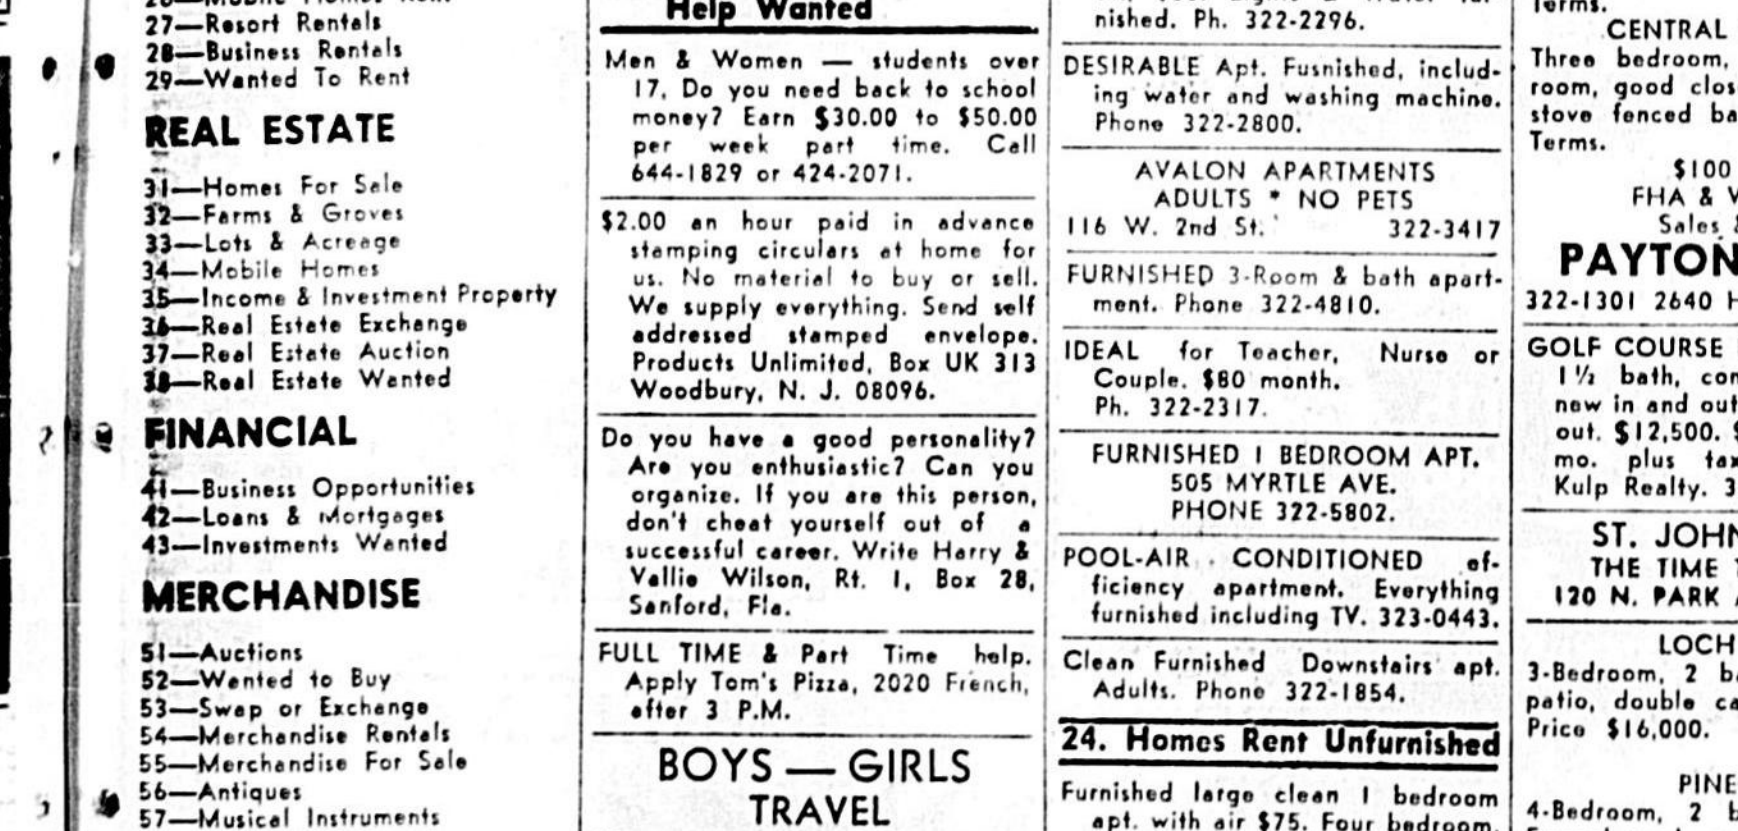 27—Resort Rentals
28—Business Rentals
29—Wanted To Rent
REAL ESTATE
31—Homes For Sale
32—Farms & Groves
33—Lots & Acreage
34—Mobile Homes
35—Income & Investment Property
36—Real Estate Exchange
37—Real Estate Auction
38—Real Estate Wanted
FINANCIAL
41—Business Opportunities
42—Loans & Mortgages
43—Investments Wanted
MERCHANDISE
51—Auctions
52—Wanted to Buy
53—Swap or Exchange
54—Merchandise Rentals
55—Merchandise For Sale
56—Antiques
57—Musical Instruments
Help Wanted
Men & Women — students over
17. Do you need back to school
money? Earn $30.00 to $50.00
per week part time. Call
644-1829 or 424-2071.
$2.00 an hour paid in advance
stamping circulars at home for
us. No material to buy or sell.
We supply everything. Send self
addressed stamped envelope.
Products Unlimited, Box UK 313
Woodbury, N. J. 08096.
Do you have a good personality?
Are you enthusiastic? Can you
organize. If you are this person,
don't cheat yourself out of a
successful career. Write Harry &
Vallie Wilson, Rt. 1, Box 28,
Sanford, Fla.
FULL TIME & Part Time help.
Apply Tom's Pizza, 2020 French,
after 3 P.M.
BOYS — GIRLS
TRAVEL
nished. Ph. 322-2296.
DESIRABLE Apt. Fusnished, includ-
ing water and washing machine.
Phone 322-2800.
AVALON APARTMENTS
ADULTS * NO PETS
116 W. 2nd St. 322-3417
FURNISHED 3-Room & bath apart-
ment. Phone 322-4810.
IDEAL for Teacher, Nurse or
Couple. $80 month.
Ph. 322-2317.
FURNISHED 1 BEDROOM APT.
505 MYRTLE AVE.
PHONE 322-5802.
POOL-AIR CONDITIONED ef-
ficiency apartment. Everything
furnished including TV. 323-0443.
Clean Furnished Downstairs apt.
Adults. Phone 322-1854.
24. Homes Rent Unfurnished
Furnished large clean 1 bedroom
apt. with air $75. Four bedroom,
Terms.
CENTRAL
Three bedroom,
room, good clos
stove fenced ba
Terms.
$100
FHA & V
Sales &
PAYTON
322-1301 2640 H
GOLF COURSE
1½ bath, con
new in and out
out. $12,500. $
mo. plus tax
Kulp Realty. 3
ST. JOHN
THE TIME T
120 N. PARK A
LOCH
3-Bedroom, 2 ba
patio, double ca
Price $16,000.
PINE
4-Bedroom, 2 b